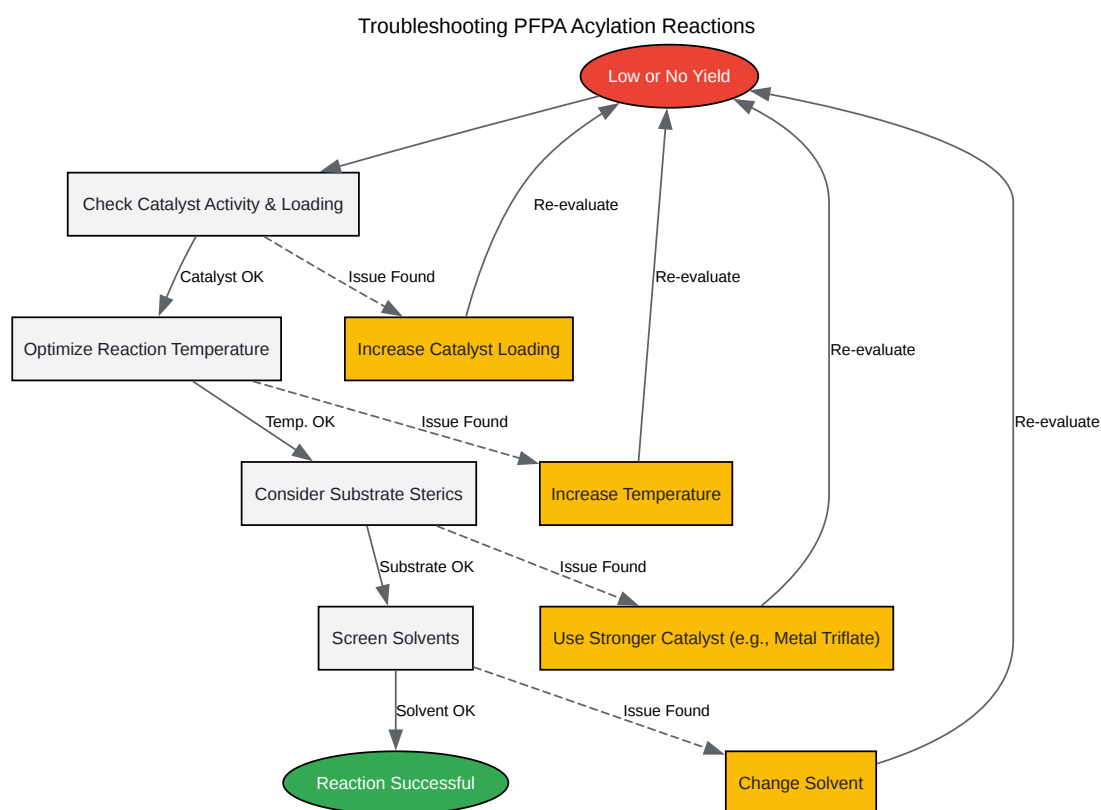 Troubleshooting PFPA Acylation Reactions
Low or No Yield
Check Catalyst Activity & Loading
Re-evaluate
Catalyst OK
Issue Found
Re-evaluate
Optimize Reaction Temperature
Increase Catalyst Loading
Re-evaluate
Temp. OK
Issue Found
Re-evaluate
Consider Substrate Sterics
Increase Temperature
Substrate OK
Issue Found
Screen Solvents
Use Stronger Catalyst (e.g., Metal Triflate)
Solvent OK
Issue Found
Reaction Successful
Change Solvent